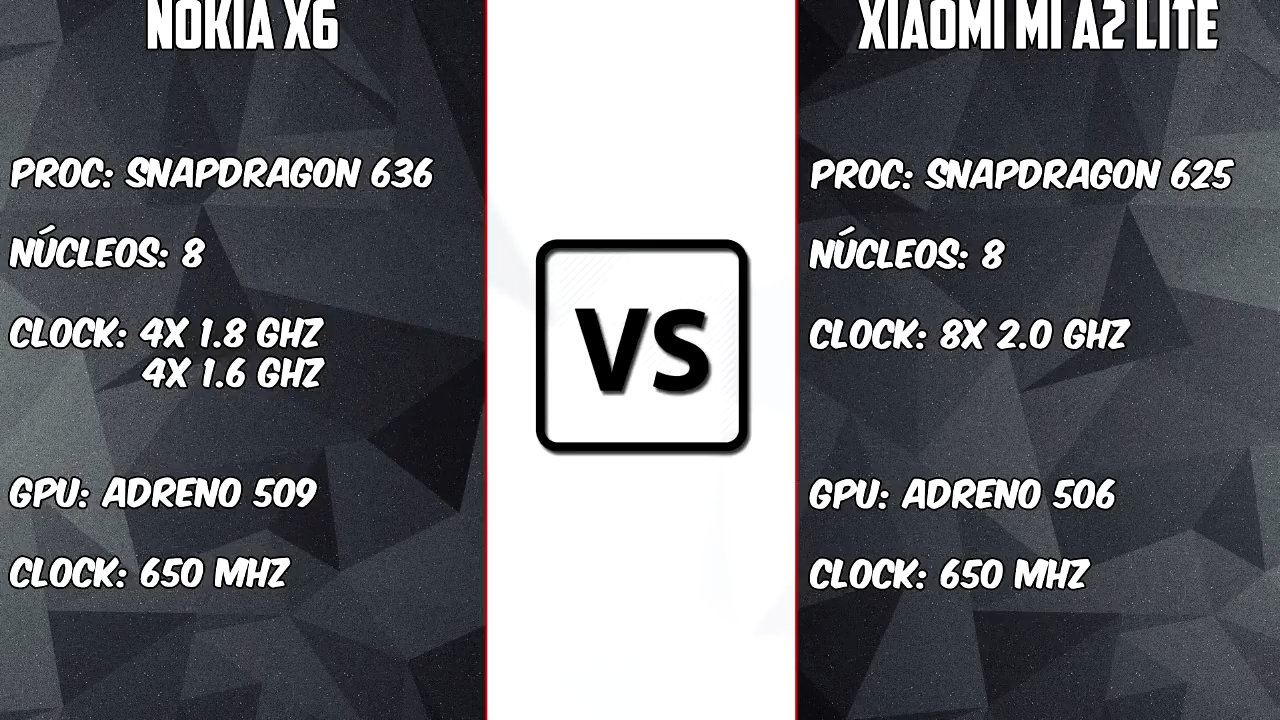 NOKIA X6
PROC: SNAPDRAGON 636
NÚCLEOS: 8
CLOCK: 4X 1.8 GHZ
4X 1.6 GHZ
GPU: ADRENO 509
CLOCK: 650 MHZ
VS
XIAOMI MI A2 LITE
PROC: SNAPDRAGON 625
NÚCLEOS: 8
CLOCK: 8X 2.0 GHZ
GPU: ADRENO 506
CLOCK: 650 MHZ